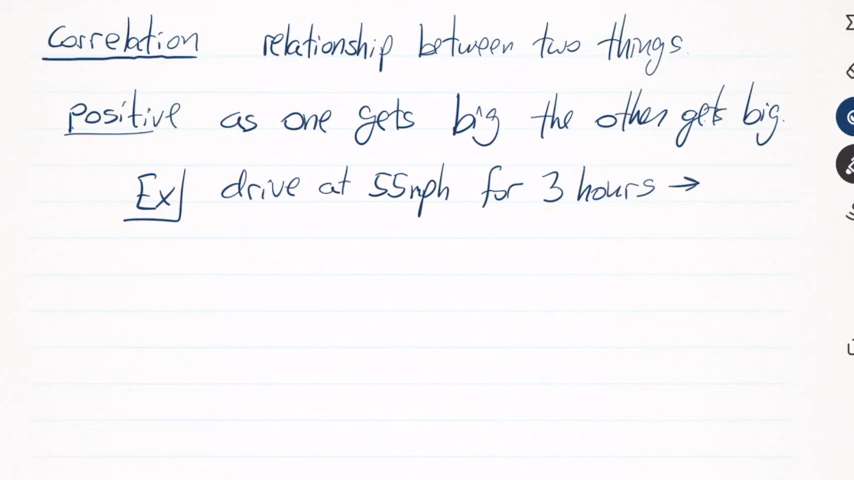 Correlation relationship between two things.
positive as one gets big the other gets big.
Ex drive at 55mph for 3 hours →